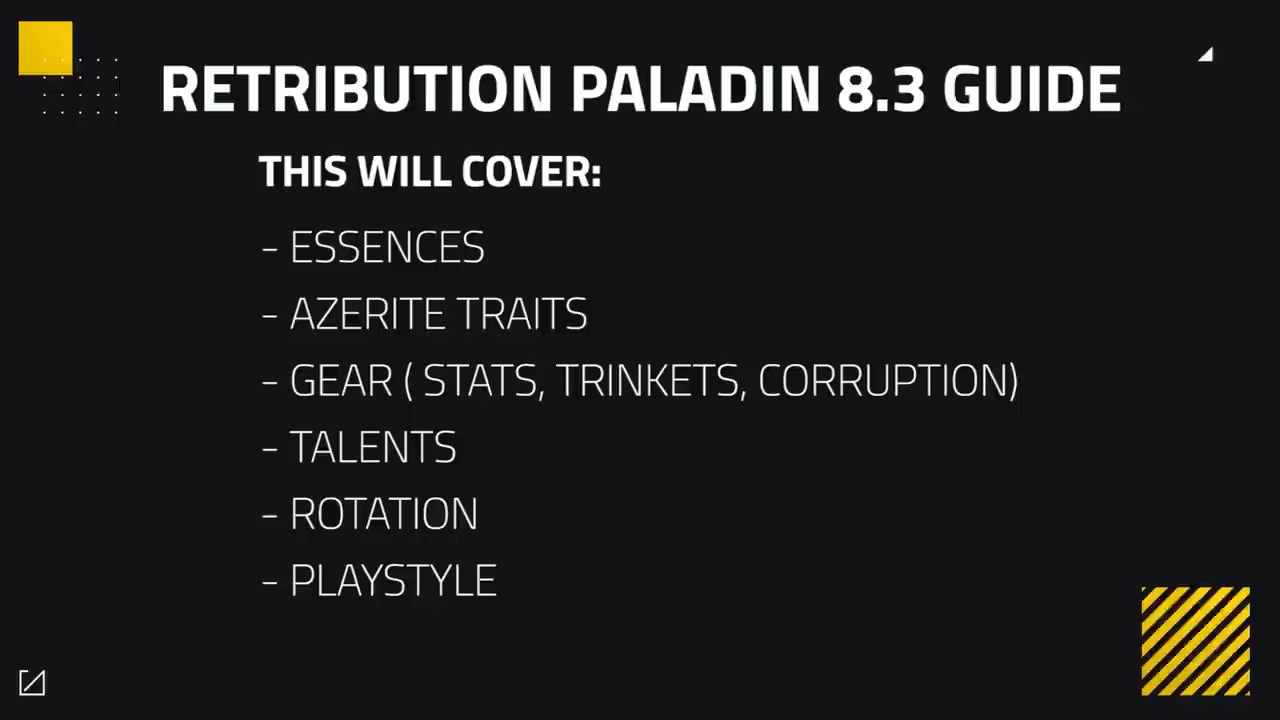 RETRIBUTION PALADIN 8.3 GUIDE
THIS WILL COVER:
- ESSENCES
- AZERITE TRAITS
- GEAR ( STATS, TRINKETS, CORRUPTION)
- TALENTS
- ROTATION
- PLAYSTYLE